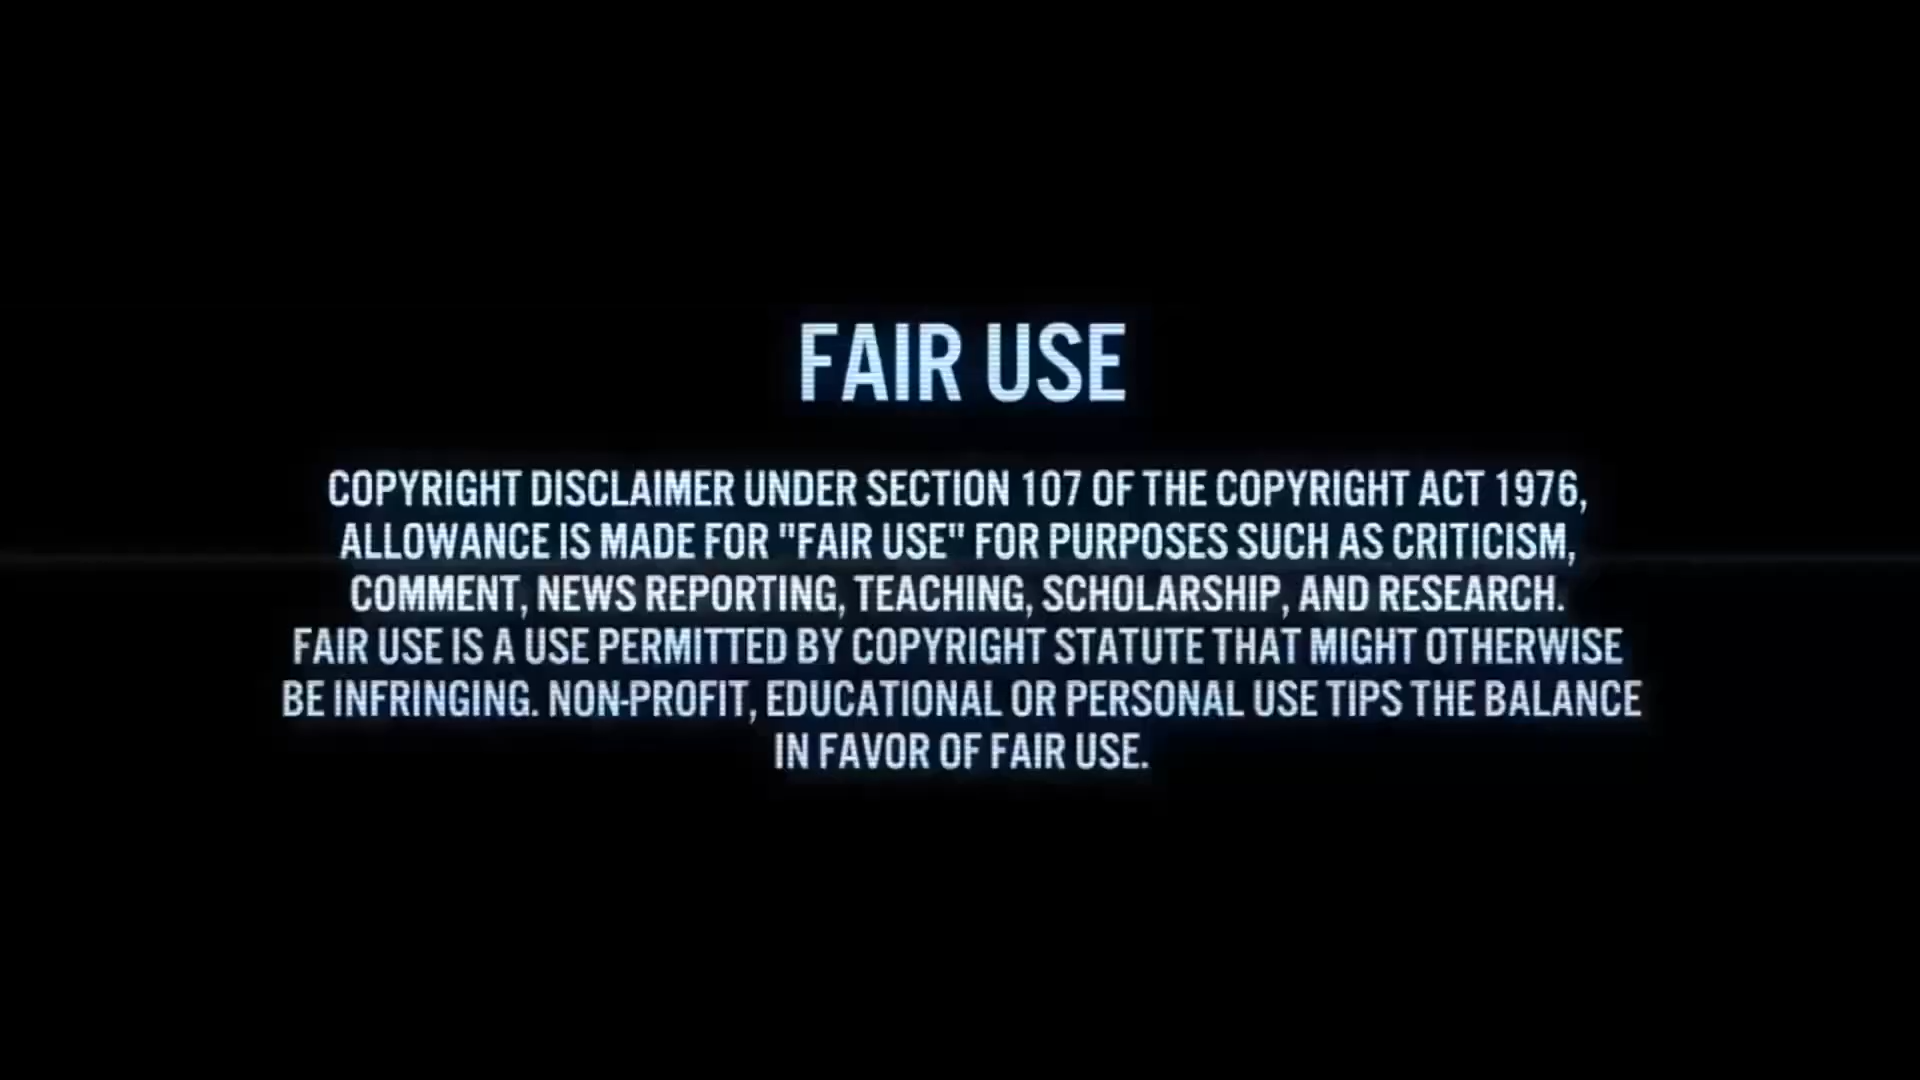 FAIR USE
COPYRIGHT DISCLAIMER UNDER SECTION 107 OF THE COPYRIGHT ACT 1976,
ALLOWANCE IS MADE FOR "FAIR USE" FOR PURPOSES SUCH AS CRITICISM,
COMMENT, NEWS REPORTING, TEACHING, SCHOLARSHIP, AND RESEARCH.
FAIR USE IS A USE PERMITTED BY COPYRIGHT STATUTE THAT MIGHT OTHERWISE
BE INFRINGING. NON-PROFIT, EDUCATIONAL OR PERSONAL USE TIPS THE BALANCE
IN FAVOR OF FAIR USE.